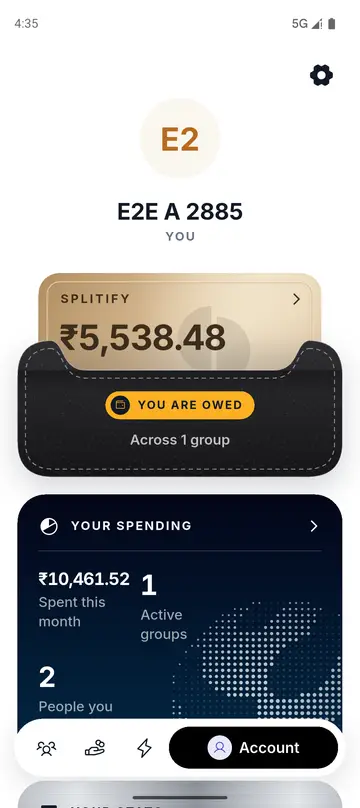 4:35
5G
E2
E2E A 2885
YOU
SPLITIFY
₹5,538.48
YOU ARE OWED
Across 1 group
YOUR SPENDING
₹10,461.52
Spent this
month
1
Active
groups
2
People you
Account